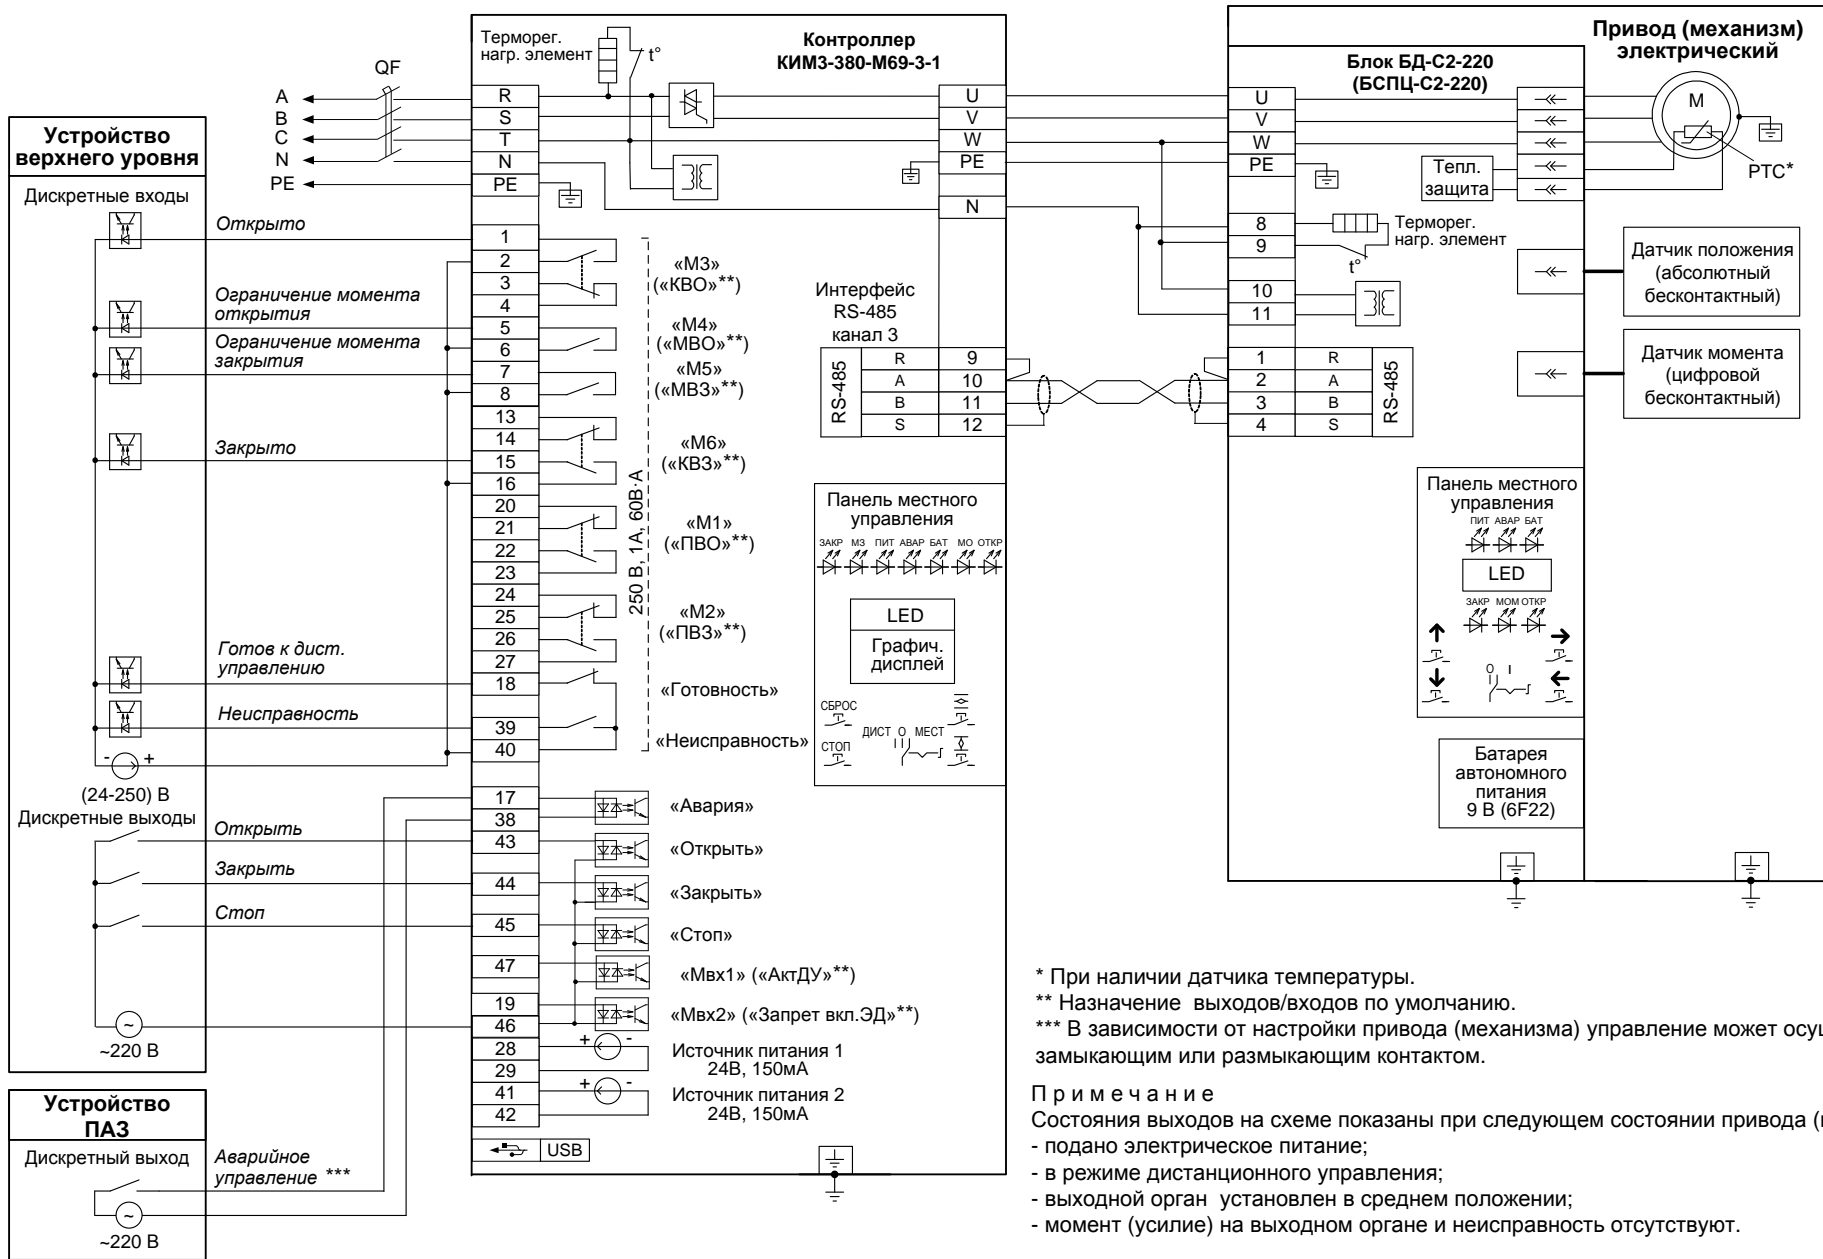 Устройство
верхнего уровня
Дискретные входы
(24-250) В
Дискретные выходы
~
~220 В
- +
Устройство
ПАЗ
Дискретный выход
~
~220 В
QF
A
B
C
N
PE
Открыто
Ограничение момента
открытия
Ограничение момента
закрытия
Закрыто
Готов к дист.
управлению
Неисправность
Открыть
Закрыть
Стоп
Аварийное
управление ***
Терморег.
нагр. элемент
t°
Контроллер
КИМ3-380-М69-3-1
R
S
T
N
PE
1
2
3
4
5
6
7
8
13
14
15
16
20
21
22
23
24
25
26
27
18
39
40
17
38
43
44
45
47
19
46
28
29
41
42
USB
«М3»
(«КВО»**)
«М4»
(«МВО»**)
«М5»
(«МВЗ»**)
«М6»
(«КВЗ»**)
«М1»
(«ПВО»**)
«М2»
(«ПВЗ»**)
250 В, 1А, 60В·А
«Готовность»
«Неисправность»
«Авария»
«Открыть»
«Закрыть»
«Стоп»
«Мвх1» («АктДУ»**)
«Мвх2» («Запрет вкл.ЭД»**)
+ -
Источник питания 1
24В, 150мА
+ -
Источник питания 2
24В, 150мА
U
V
W
PE
N
Интерфейс
RS-485
канал 3
RS-485
R 9
A 10
B 11
S 12
Панель местного
управления
ЗАКР МЗ ПИТ АВАР БАТ МО ОТКР
LED
Графич.
дисплей
СБРОС
СТОП
ДИСТ О МЕСТ
Привод (механизм)
электрический
Блок БД-С2-220
(БСПЦ-С2-220)
U
V
W
PE
8
9
10
11
1 R
2 A
3 B
4 S
RS-485
Тепл.
защита
M
PTC*
Терморег.
нагр. элемент
t°
Датчик положения
(абсолютный
бесконтактный)
Датчик момента
(цифровой
бесконтактный)
Панель местного
управления
ПИТ АВАР БАТ
LED
ЗАКР МОМ ОТКР
О I
Батарея
автономного
питания
9 В (6F22)
* При наличии датчика температуры.
** Назначение выходов/входов по умолчанию.
*** В зависимости от настройки привода (механизма) управление может осущ
замыкающим или размыкающим контактом.
П р и м е ч а н и е
Состояния выходов на схеме показаны при следующем состоянии привода (
- подано электрическое питание;
- в режиме дистанционного управления;
- выходной орган установлен в среднем положении;
- момент (усилие) на выходном органе и неисправность отсутствуют.